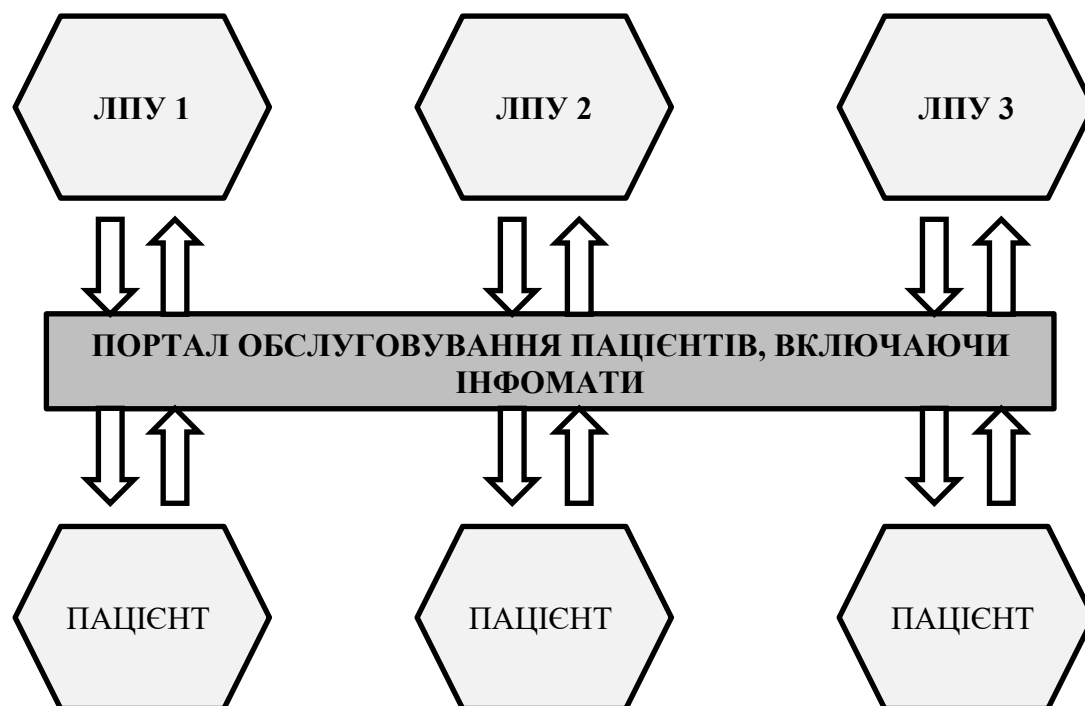 ЛПУ 1
ЛПУ 2
ЛПУ 3
ПОРТАЛ ОБСЛУГОВУВАННЯ ПАЦІЄНТІВ, ВКЛЮЧАЮЧИ
ІНФОМАТИ
ПАЦІЄНТ
ПАЦІЄНТ
ПАЦІЄНТ